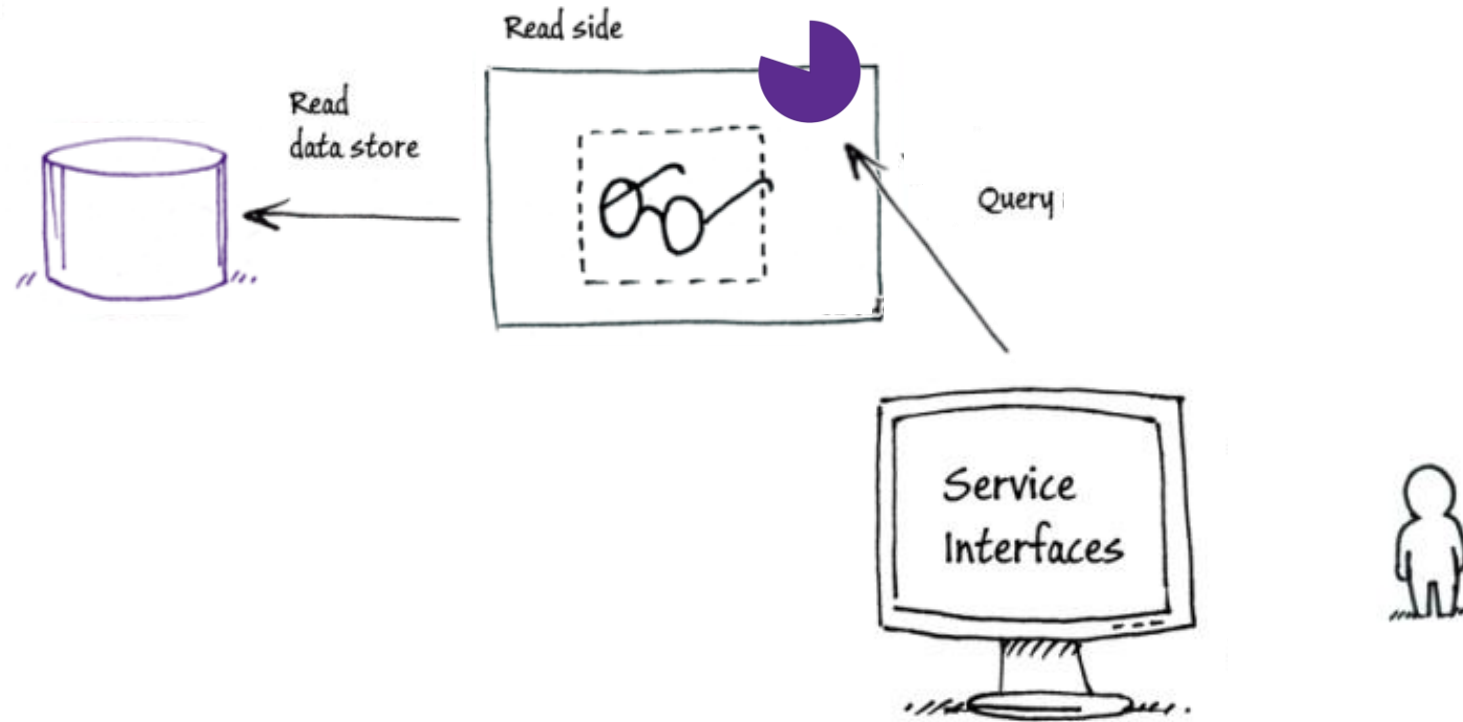 Read side
Read
data store
Query
Service
Interfaces